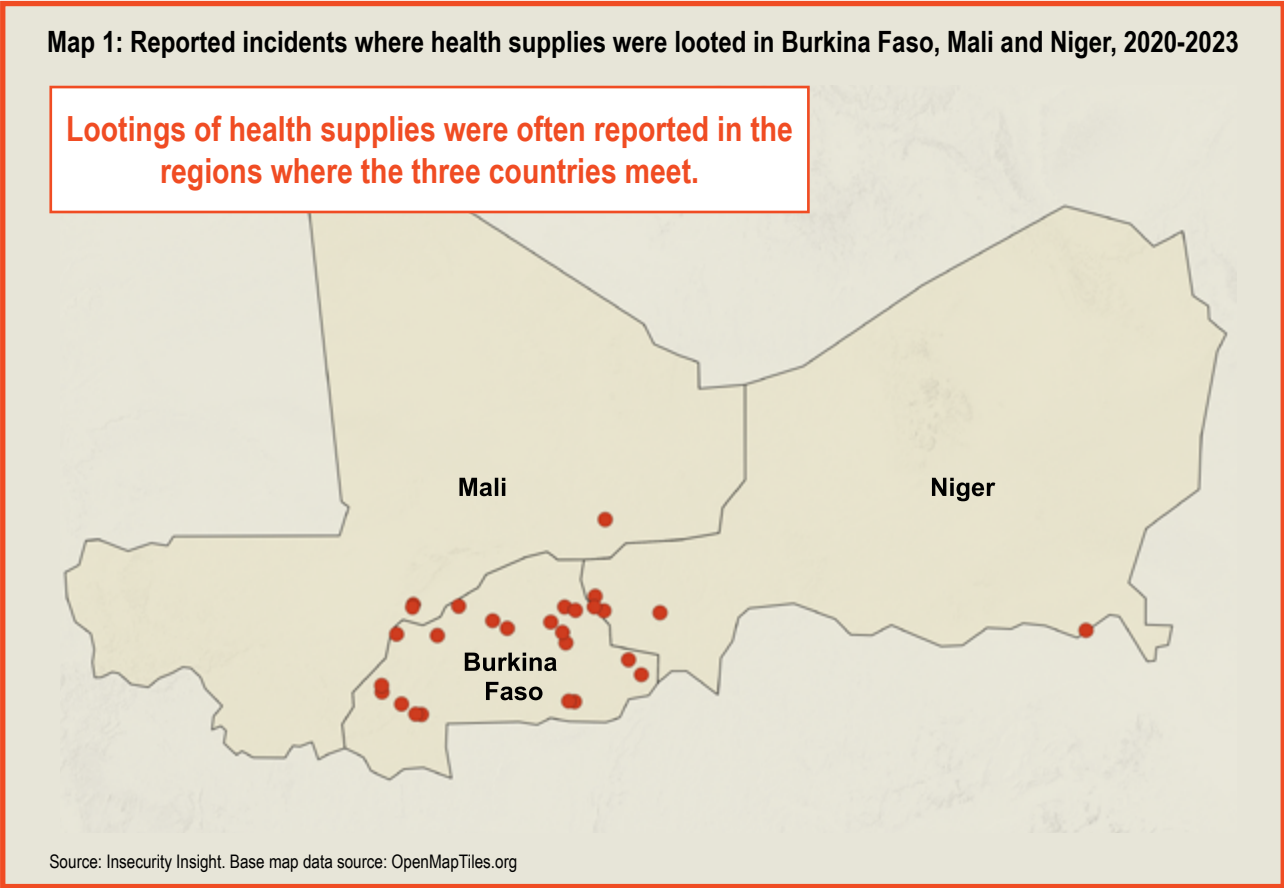 Map 1: Reported incidents where health supplies were looted in Burkina Faso, Mali and Niger, 2020-2023
Lootings of health supplies were often reported in the
regions where the three countries meet.
Mali
Niger
Burkina
Faso
Source: Insecurity Insight. Base map data source: OpenMapTiles.org